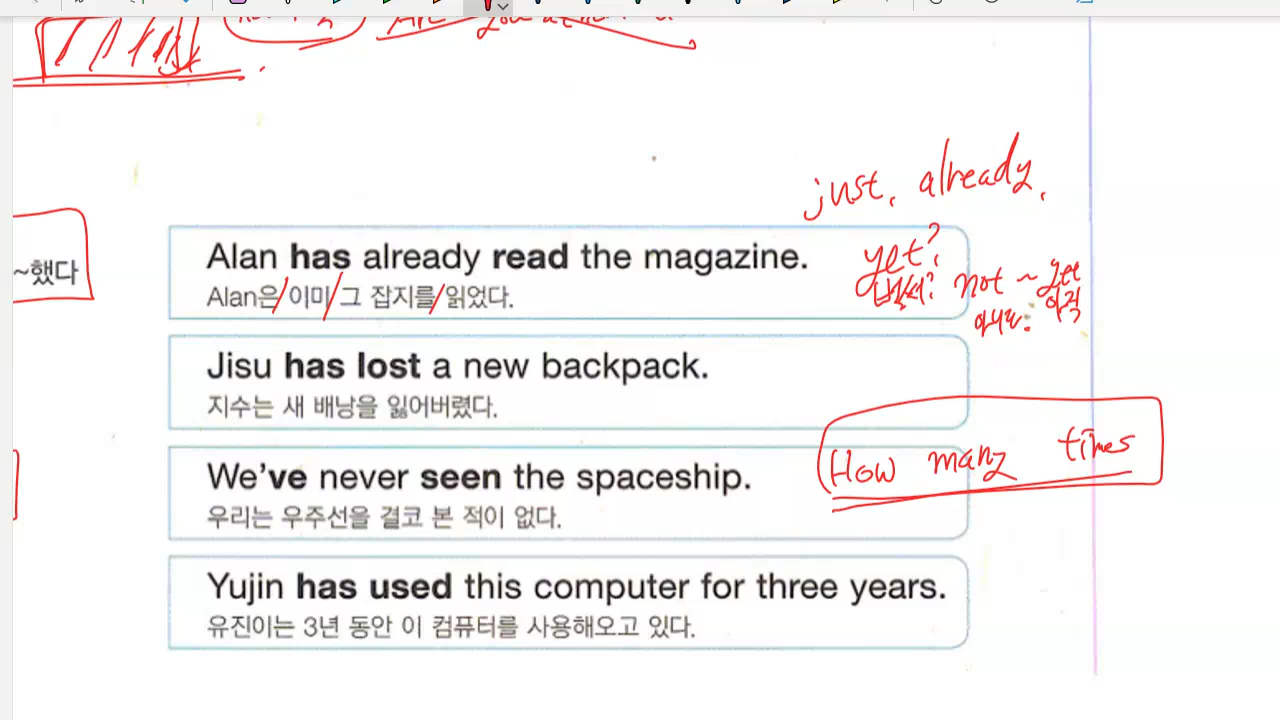 just, already,
Alan has already read the magazine.
yet?
Alan은/이미/그 잡지를/읽었다.
벌써? not ~ yet
아직
~했다
Jisu has lost a new backpack.
지수는 새 배낭을 잃어버렸다.
How many times
We've never seen the spaceship.
우리는 우주선을 결코 본 적이 없다.
Yujin has used this computer for three years.
유진이는 3년 동안 이 컴퓨터를 사용해오고 있다.